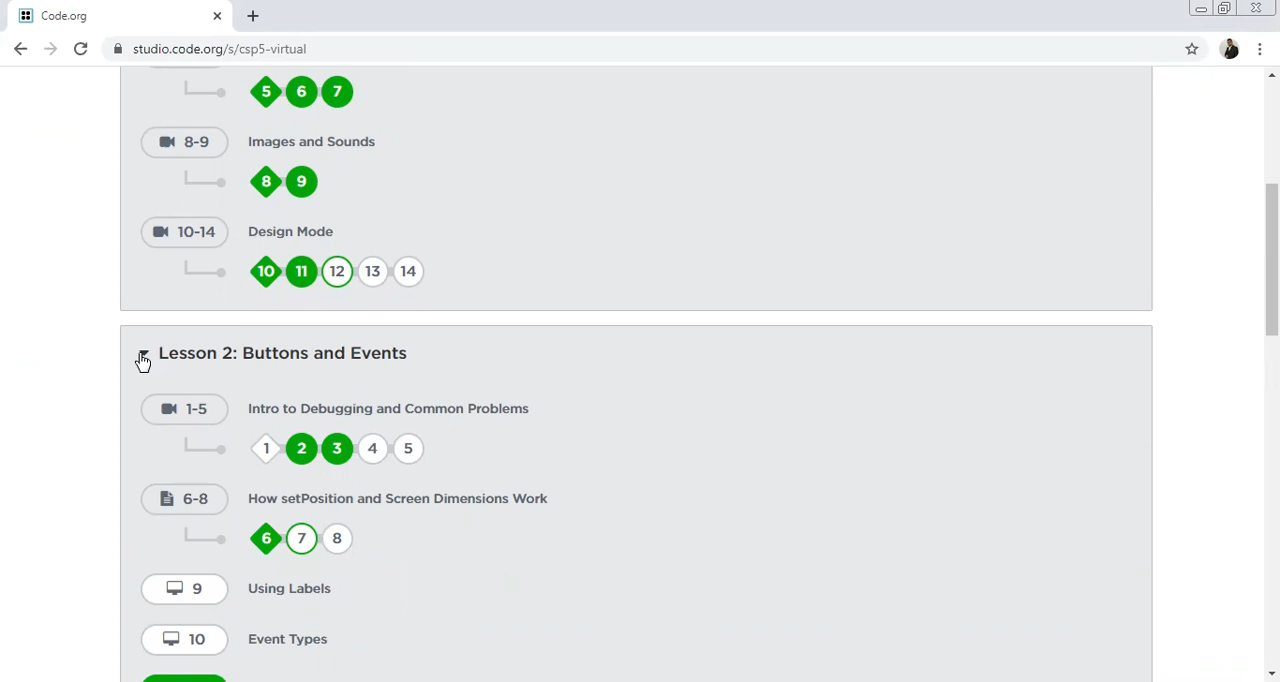 Code.org
studio.code.org/s/csp5-virtual
5 6 7
8-9 Images and Sounds
8 9
10-14 Design Mode
10 11 12 13 14
Lesson 2: Buttons and Events
1-5 Intro to Debugging and Common Problems
1 2 3 4 5
6-8 How setPosition and Screen Dimensions Work
6 7 8
9 Using Labels
10 Event Types